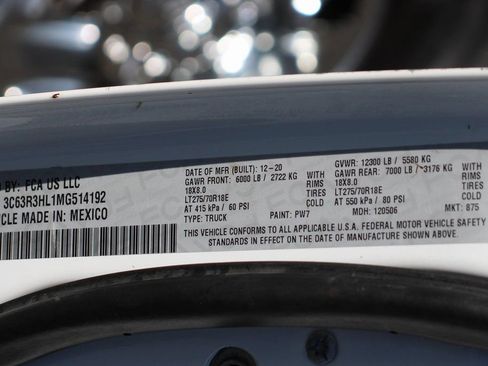 BY: FCA US LLC
3C63R3HL1MG514192
CLE MADE IN: MEXICO
DATE OF MFR (BUILT): 12-20
GAWR FRONT: 6000 LB / 2722 KG WITH
18X8.0 RIMS
LT275/70R18E TIRES
AT 415 kPa / 60 PSI COLD
TYPE: TRUCK PAINT: PW7
GVWR: 12300 LB / 5580 KG
GAWR REAR: 7000 LB / 3176 KG WITH
18X8.0 RIMS
LT275/70R18E TIRES
AT 550 kPa / 80 PSI COLD
MDH: 120506 MKT: 875
THIS VEHICLE CONFORMS TO ALL APPLICABLE U.S.A. FEDERAL MOTOR VEHICLE SAFETY
STANDARDS IN EFFECT ON THE DATE OF MANUFACTURE SHOWN ABOVE.